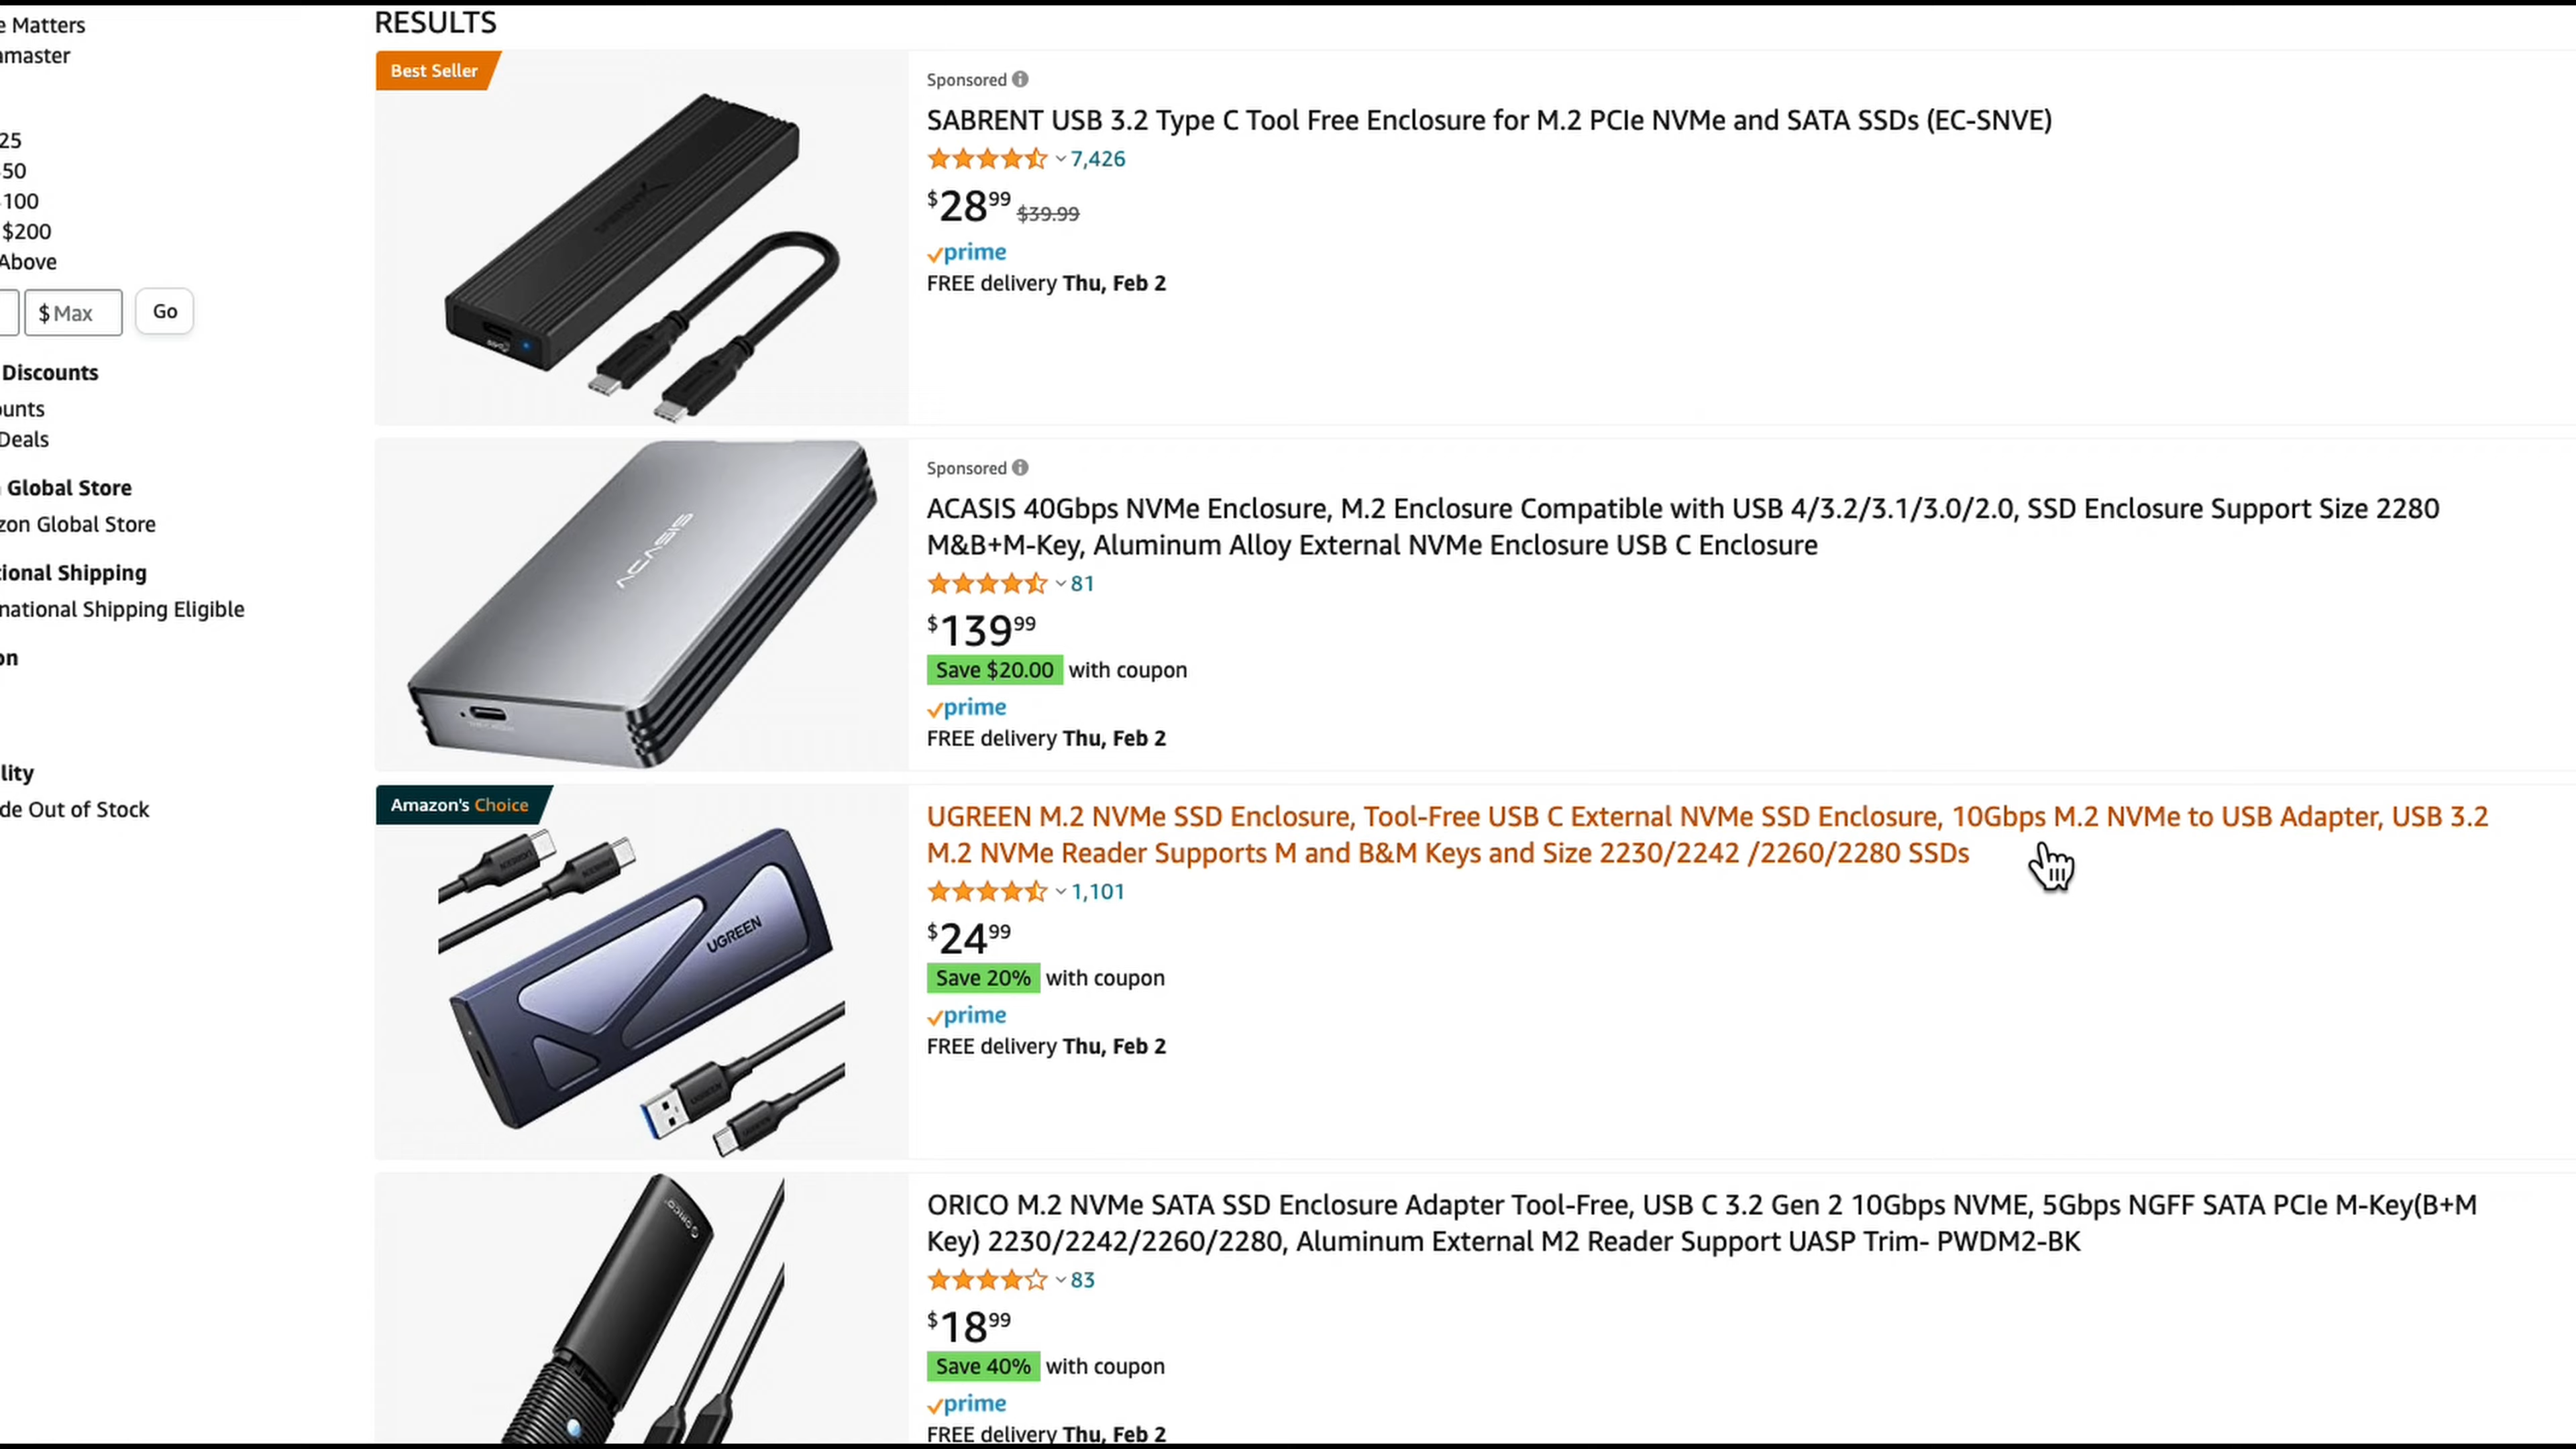 e Matters
amaster
25
50
100
$200
Above
$ Max
Go
Discounts
ounts
Deals
Global Store
zon Global Store
tional Shipping
national Shipping Eligible
on
lity
de Out of Stock
RESULTS
Best Seller
Sponsored
SABRENT USB 3.2 Type C Tool Free Enclosure for M.2 PCIe NVMe and SATA SSDs (EC-SNVE)
7,426
$28.99 $39.99
prime
FREE delivery Thu, Feb 2
ACASIS
Sponsored
ACASIS 40Gbps NVMe Enclosure, M.2 Enclosure Compatible with USB 4/3.2/3.1/3.0/2.0, SSD Enclosure Support Size 2280
M&B+M-Key, Aluminum Alloy External NVMe Enclosure USB C Enclosure
81
$139.99
Save $20.00 with coupon
prime
FREE delivery Thu, Feb 2
Amazon's Choice
UGREEN
UGREEN M.2 NVMe SSD Enclosure, Tool-Free USB C External NVMe SSD Enclosure, 10Gbps M.2 NVMe to USB Adapter, USB 3.2
M.2 NVMe Reader Supports M and B&M Keys and Size 2230/2242 /2260/2280 SSDs
1,101
$24.99
Save 20% with coupon
prime
FREE delivery Thu, Feb 2
ORICO
ORICO M.2 NVMe SATA SSD Enclosure Adapter Tool-Free, USB C 3.2 Gen 2 10Gbps NVME, 5Gbps NGFF SATA PCIe M-Key(B+M
Key) 2230/2242/2260/2280, Aluminum External M2 Reader Support UASP Trim- PWDM2-BK
83
$18.99
Save 40% with coupon
prime
FREE delivery Thu, Feb 2